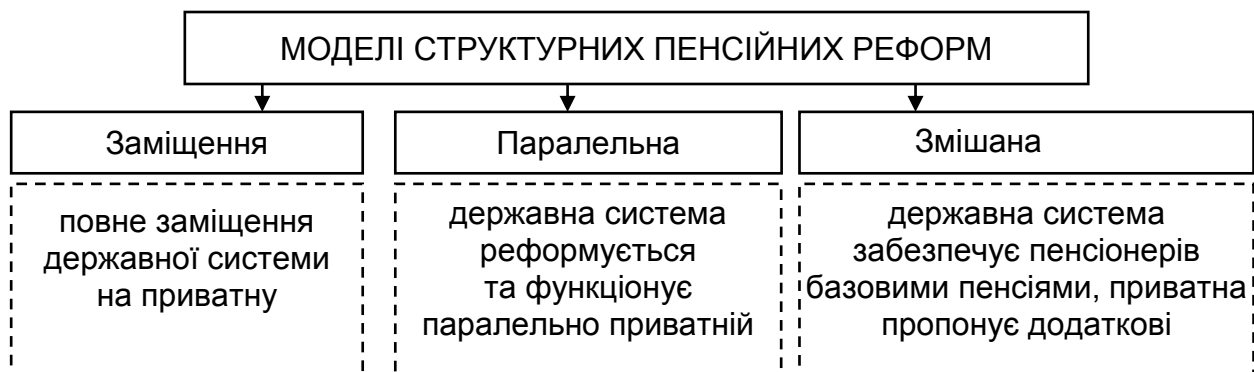 МОДЕЛІ СТРУКТУРНИХ ПЕНСІЙНИХ РЕФОРМ
Заміщення
повне заміщення
державної системи
на приватну
Паралельна
державна система
реформується
та функціонує
паралельно приватній
Змішана
державна система
забезпечує пенсіонерів
базовими пенсіями, приватна
пропонує додаткові